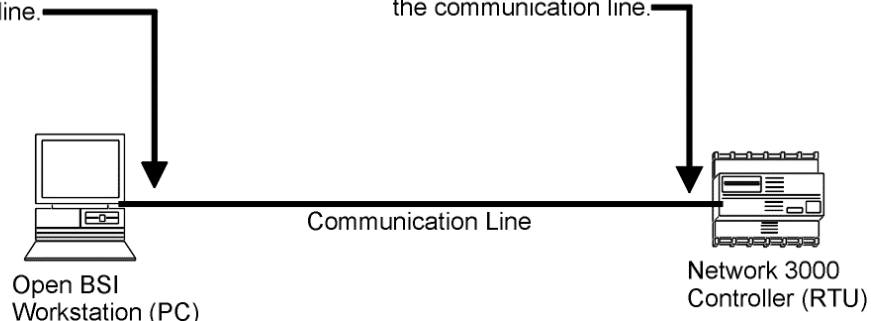 line.
the communication line.
Communication Line
Open BSI
Workstation (PC)
Network 3000
Controller (RTU)